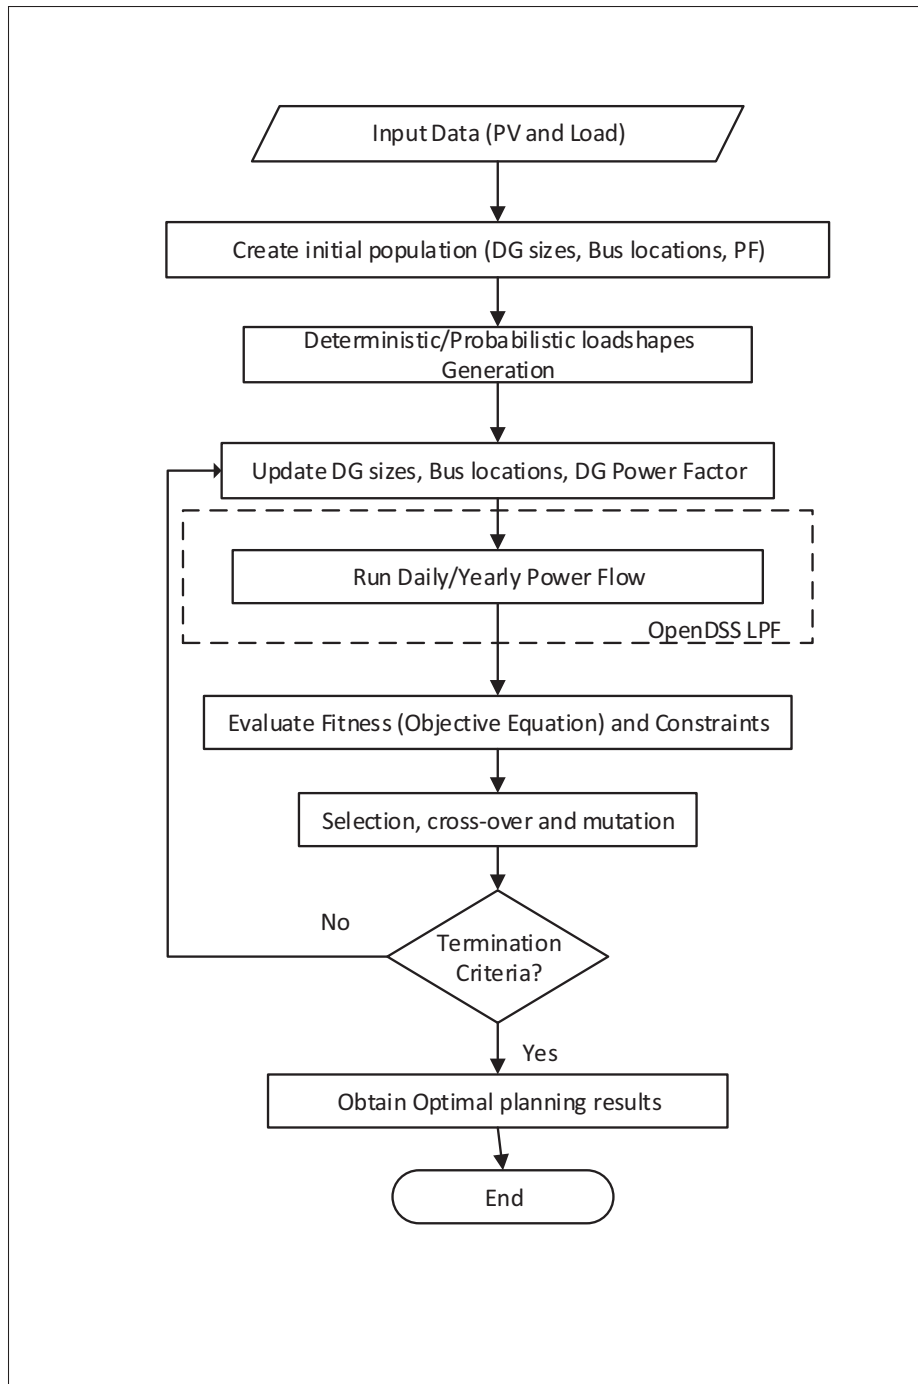 Input Data (PV and Load)
Create initial population (DG sizes, Bus locations, PF)
Deterministic/Probabilistic loadshapes
Generation
Update DG sizes, Bus locations, DG Power Factor
Run Daily/Yearly Power Flow
OpenDSS LPF
Evaluate Fitness (Objective Equation) and Constraints
Selection, cross-over and mutation
No
Termination
Criteria?
Yes
Obtain Optimal planning results
End